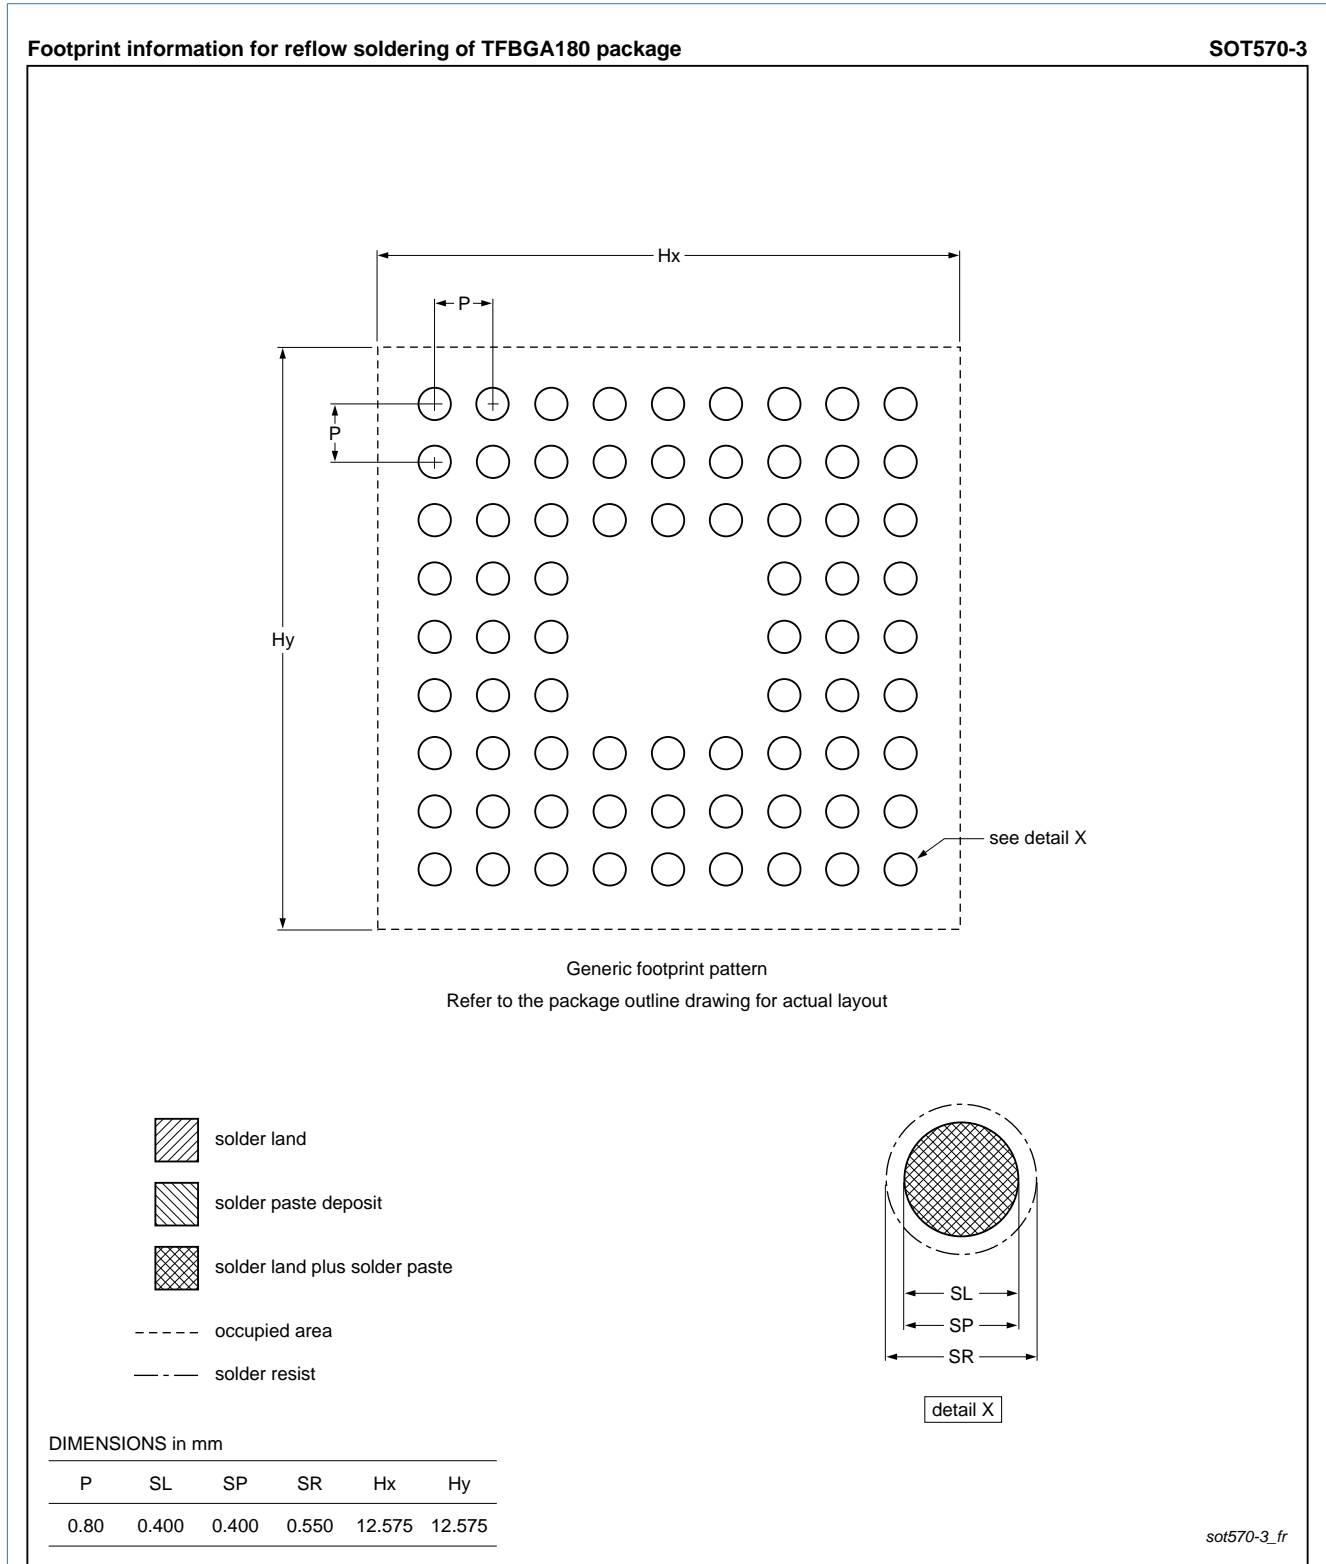 Footprint information for reflow soldering of TFBGA180 package SOT570-3
Hx
P
P
Hy
see detail X
Generic footprint pattern
Refer to the package outline drawing for actual layout
solder land
solder paste deposit
solder land plus solder paste
occupied area
solder resist
SL
SP
SR
detail X
DIMENSIONS in mm
P SL SP SR Hx Hy
0.80 0.400 0.400 0.550 12.575 12.575
sot570-3_fr